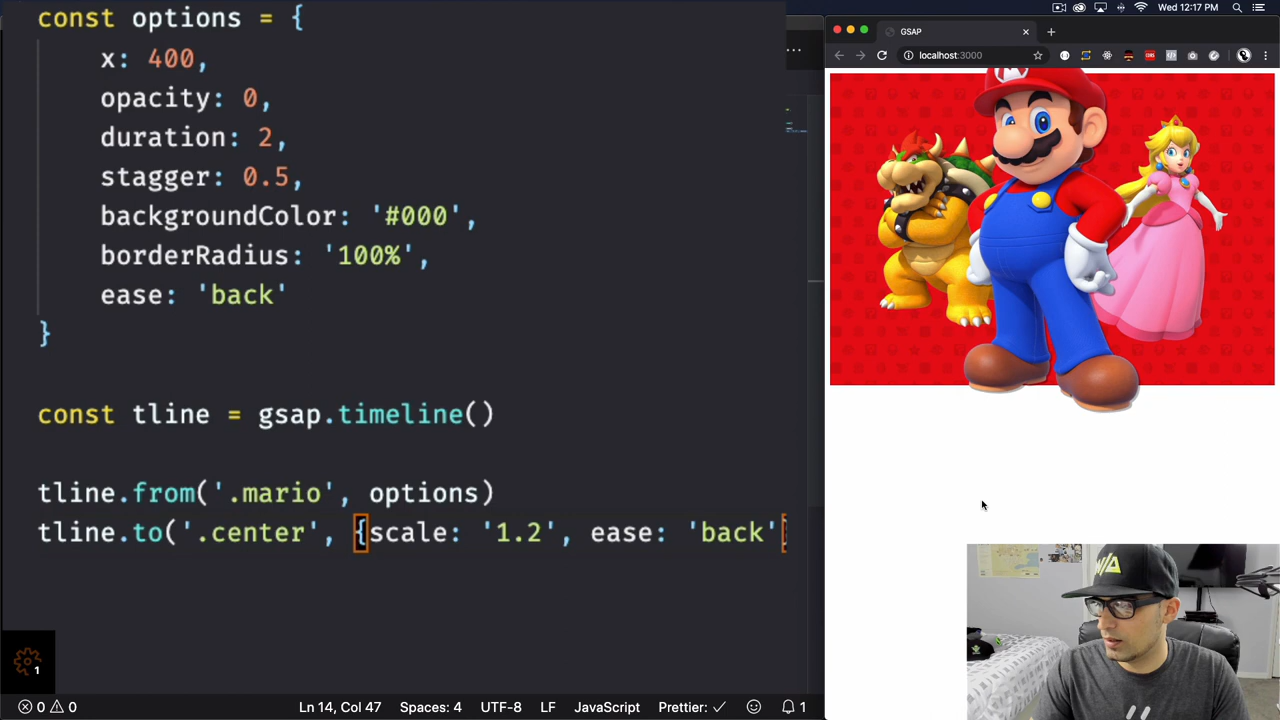 const options = {
x: 400,
opacity: 0,
duration: 2,
stagger: 0.5,
backgroundColor: '#000',
borderRadius: '100%',
ease: 'back'
}
const tline = gsap.timeline()
tline.from('.mario', options)
tline.to('.center', {scale: '1.2', ease: 'back'}
1
0 0 Ln 14, Col 47 Spaces: 4 UTF-8 LF JavaScript Prettier: ✓ 1
Wed 12:17 PM
GSAP
localhost:3000
M